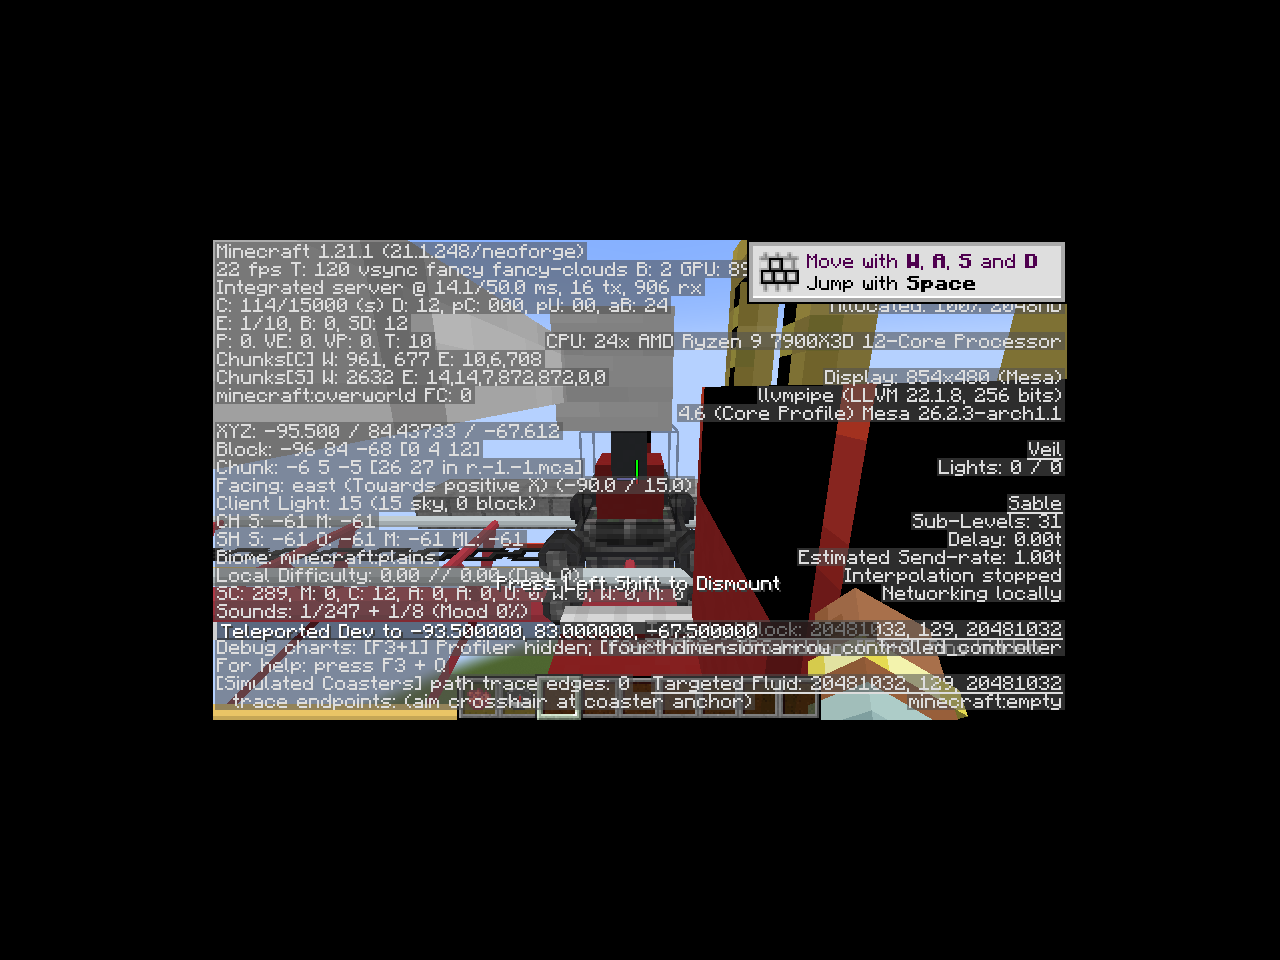 Minecraft 1.21.1 (21.1.248/neoforge)
22 fps T: 120 vsync fancy fancy-clouds B: 2 GPU: 89
Integrated server @ 14.1/50.0 ms, 16 tx, 906 rx
C: 114/15000 (s) D: 12, pC: 000, pU: 00, aB: 24
E: 1/10, B: 0, SD: 12
P: 0. VE: 0. VP: 0. T: 10
Chunks[C] W: 961, 677 E: 10,6,708
Chunks[S] W: 2632 E: 14,14,7,872,872,0,0
minecraft:overworld FC: 0
XYZ: -95.500 / 84.43733 / -67.612
Block: -96 84 -68 [0 4 12]
Chunk: -6 5 -5 [26 27 in r.-1.-1.mca]
Facing: east (Towards positive X) (-90.0 / 15.0)
Client Light: 15 (15 sky, 0 block)
CH S: -61 M: -61
SH S: -61 O: -61 M: -61 ML: -61
Biome: minecraft:plains
Local Difficulty: 0.00 // 0.00 (Day 0)
SC: 289, M: 0, C: 12, A: 0, A: 0, U: 0, W: 0, W: 0, M: 0
Sounds: 1/247 + 1/8 (Mood 0%)
Debug charts: [F3+1] Profiler hidden;
For help: press F3 + Q
[Simulated Coasters] path trace edges: 0
trace endpoints: (aim crosshair at coaster anchor)
Teleported Dev to -93.500000, 83.000000, -67.500000
Press Left Shift to Dismount
Move with W, A, S and D
Jump with Space
CPU: 24x AMD Ryzen 9 7900X3D 12-Core Processor
Display: 854x480 (Mesa)
llvmpipe (LLVM 22.1.8, 256 bits)
4.6 (Core Profile) Mesa 26.2.3-arch1.1
Veil
Lights: 0 / 0
Sable
Sub-Levels: 31
Delay: 0.00t
Estimated Send-rate: 1.00t
Interpolation stopped
Networking locally
lock: 20481032, 129, 20481032
Targeted Fluid: 20481032, 129, 20481032
minecraft:empty